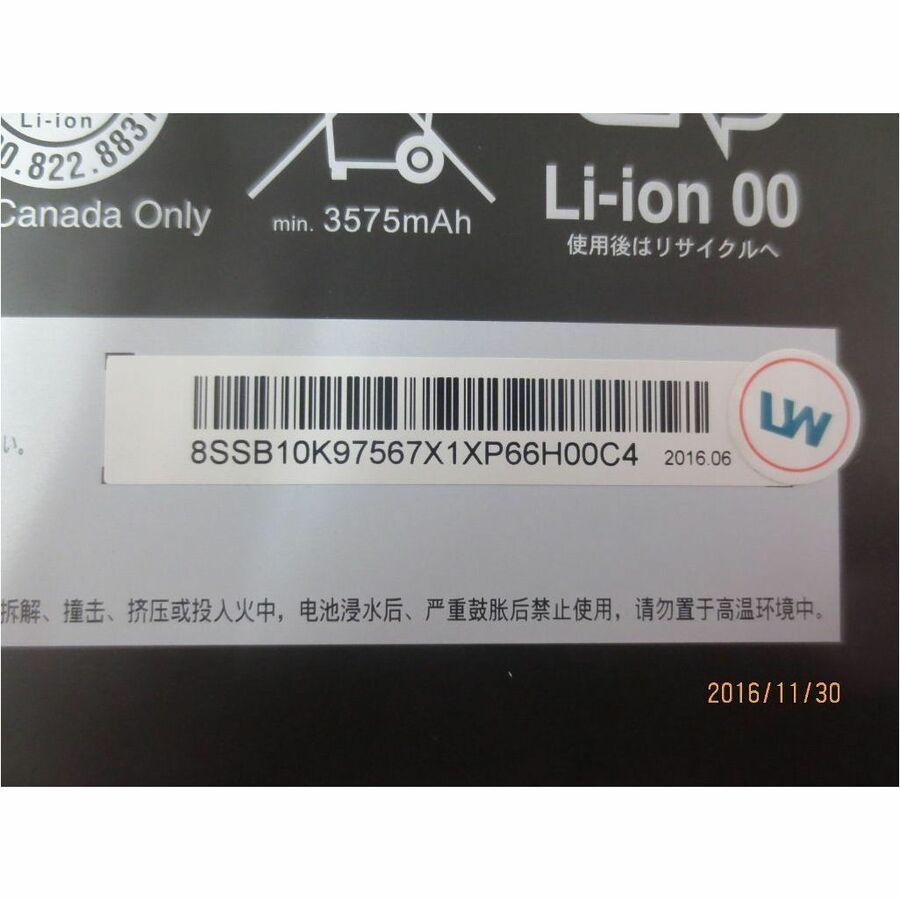 Li-ion
0.822.8837
Canada Only
min. 3575mAh
Li-ion 00
使用後はリサイクルへ
い。
8SSB10K97567X1XP66H00C4 2016.06
LW
拆解、撞击、挤压或投入火中，电池浸水后、严重鼓胀后禁止使用，请勿置于高温环境中。
2016/11/30